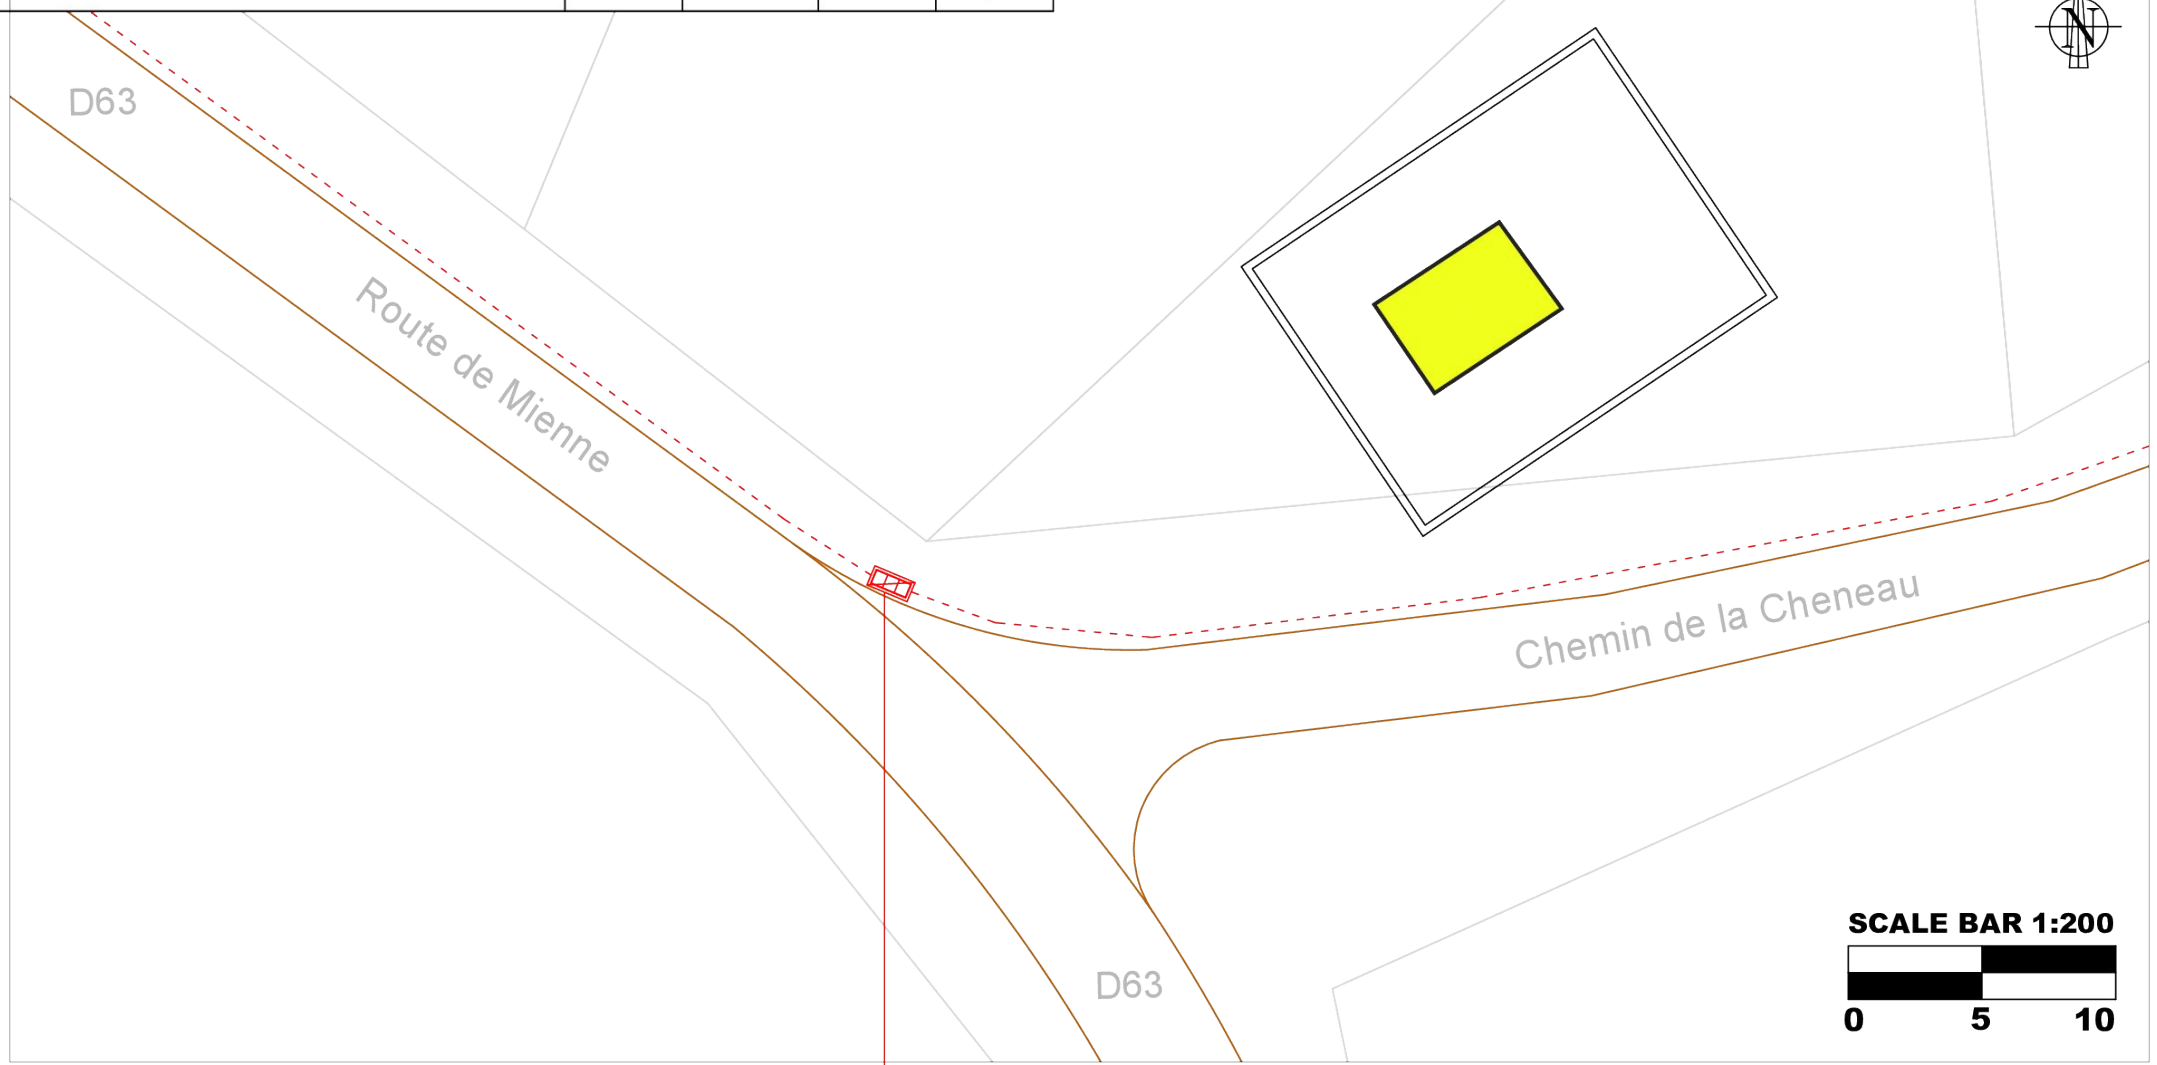 N
D63
Route de Mienne
Chemin de la Cheneau
D63
SCALE BAR 1:200
0 5 10